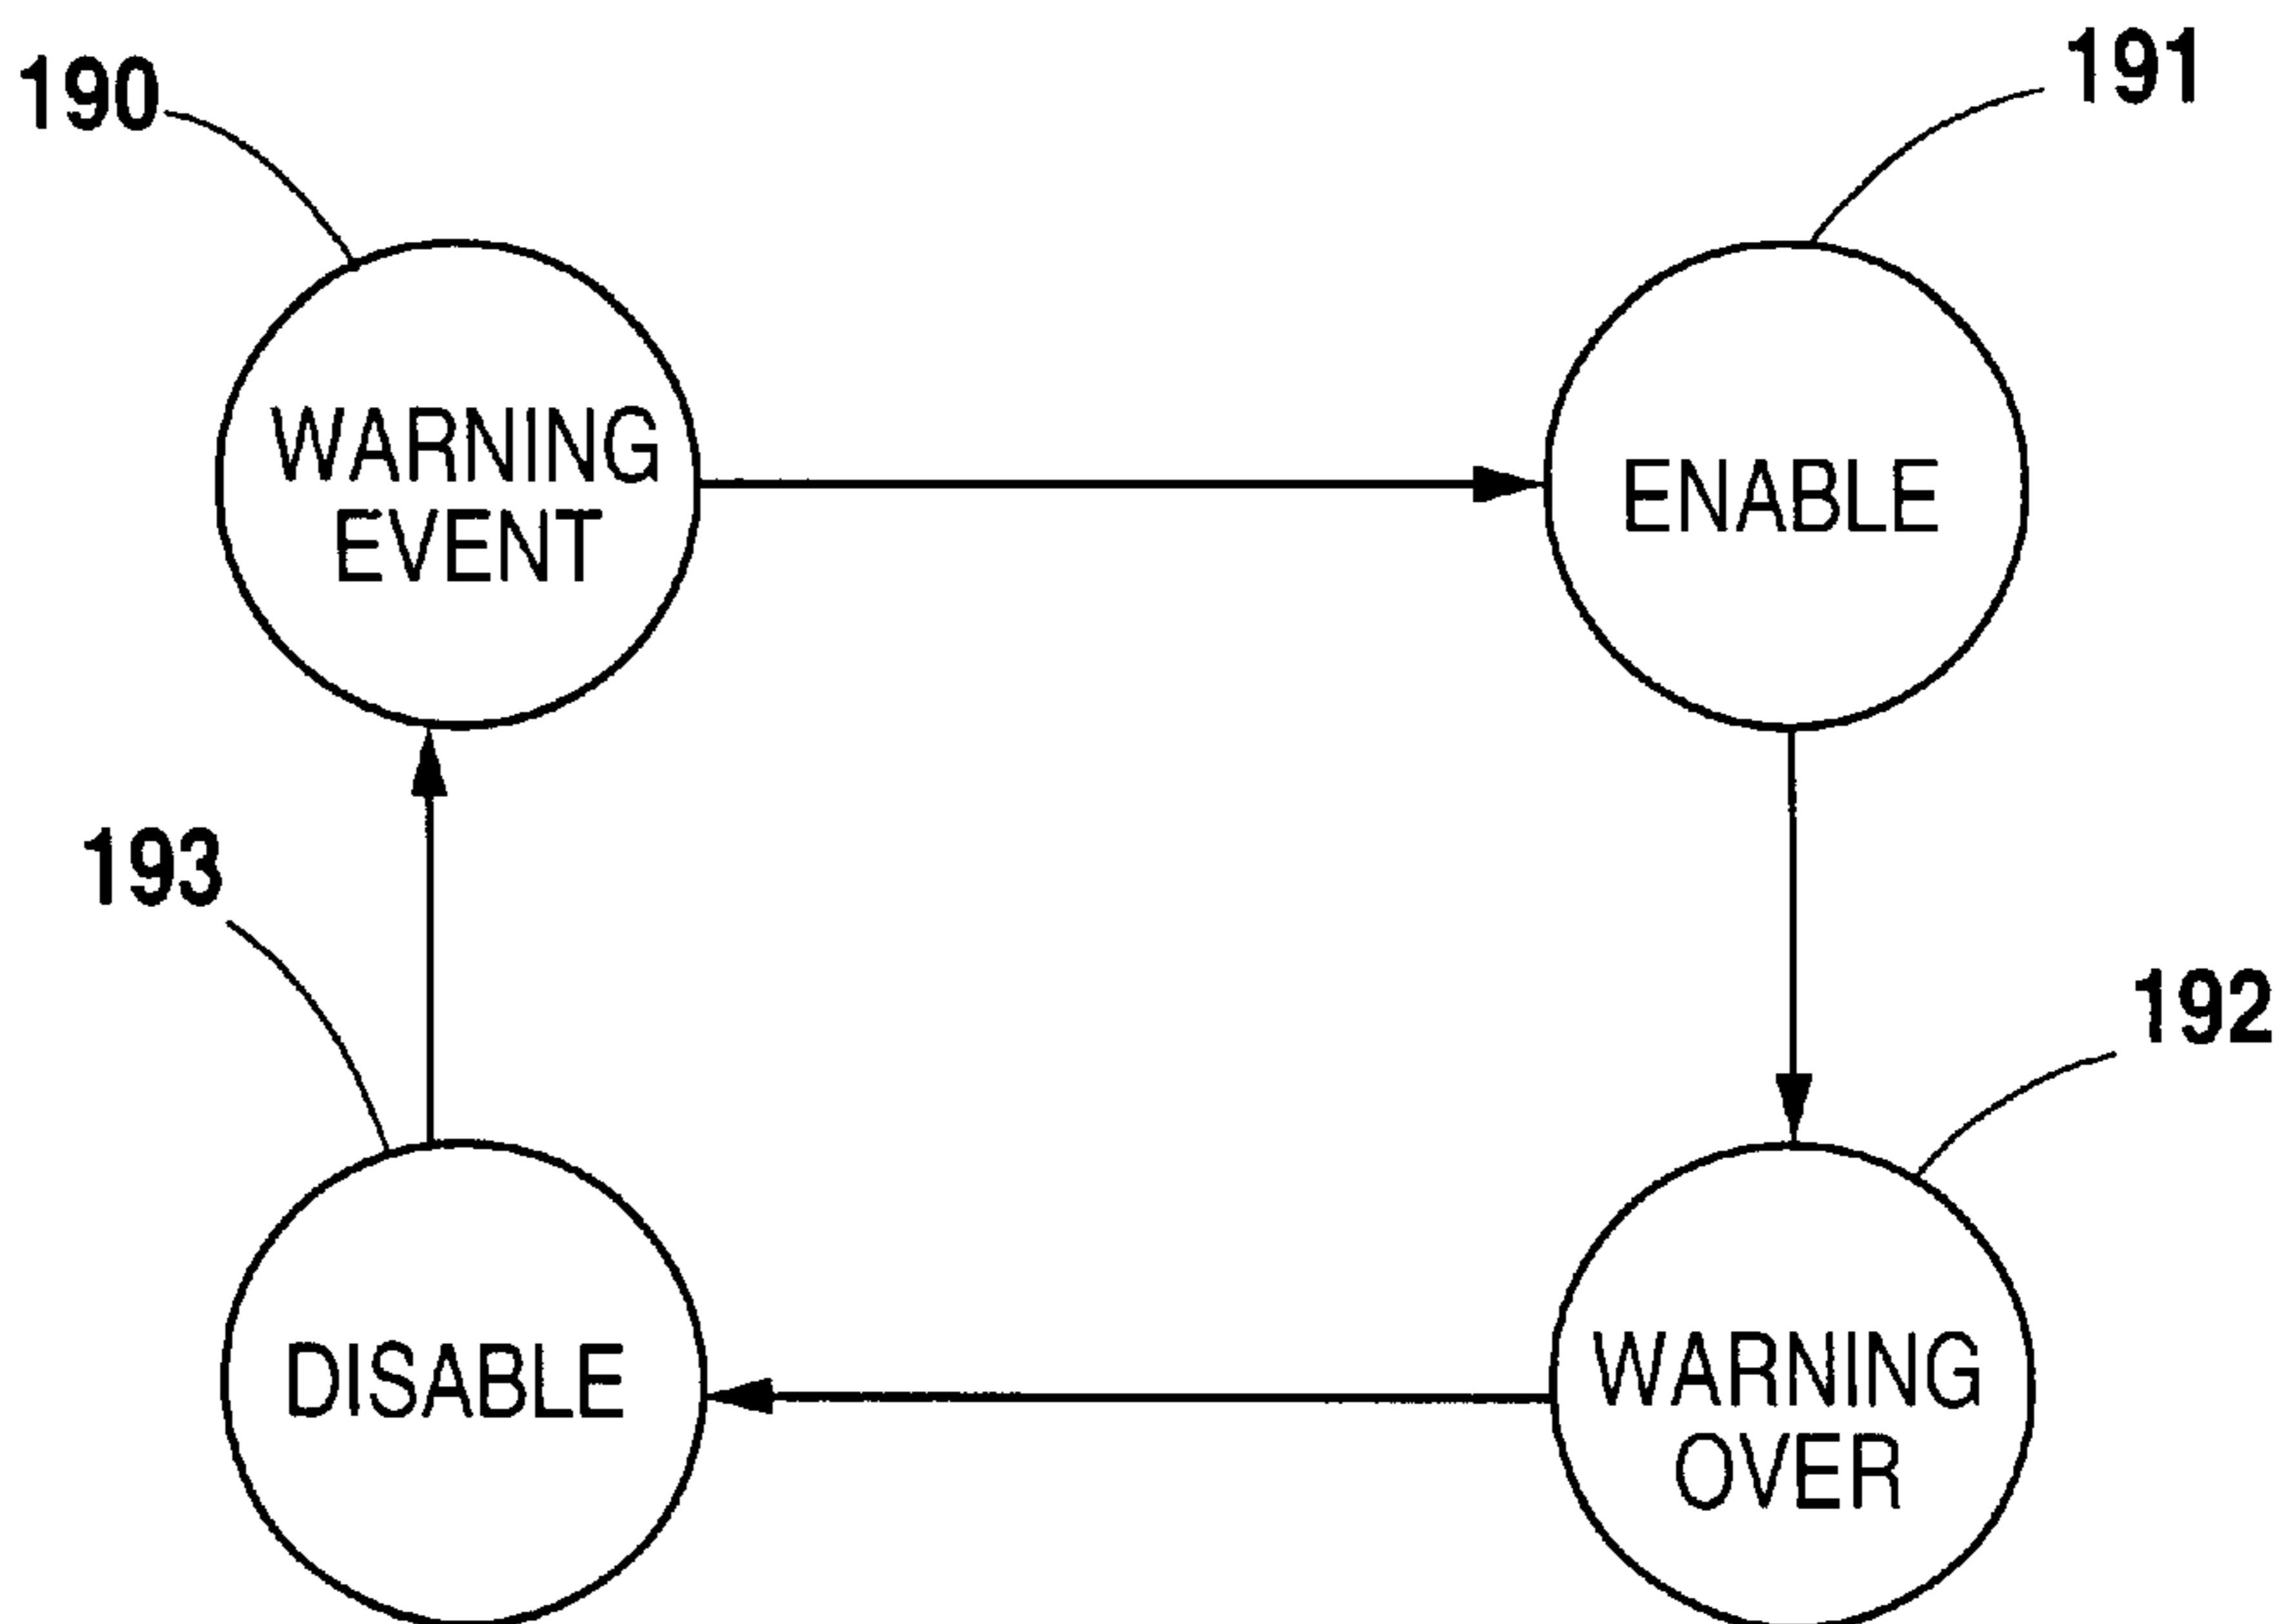 190
191
WARNING
EVENT
ENABLE
193
192
DISABLE
WARNING
OVER